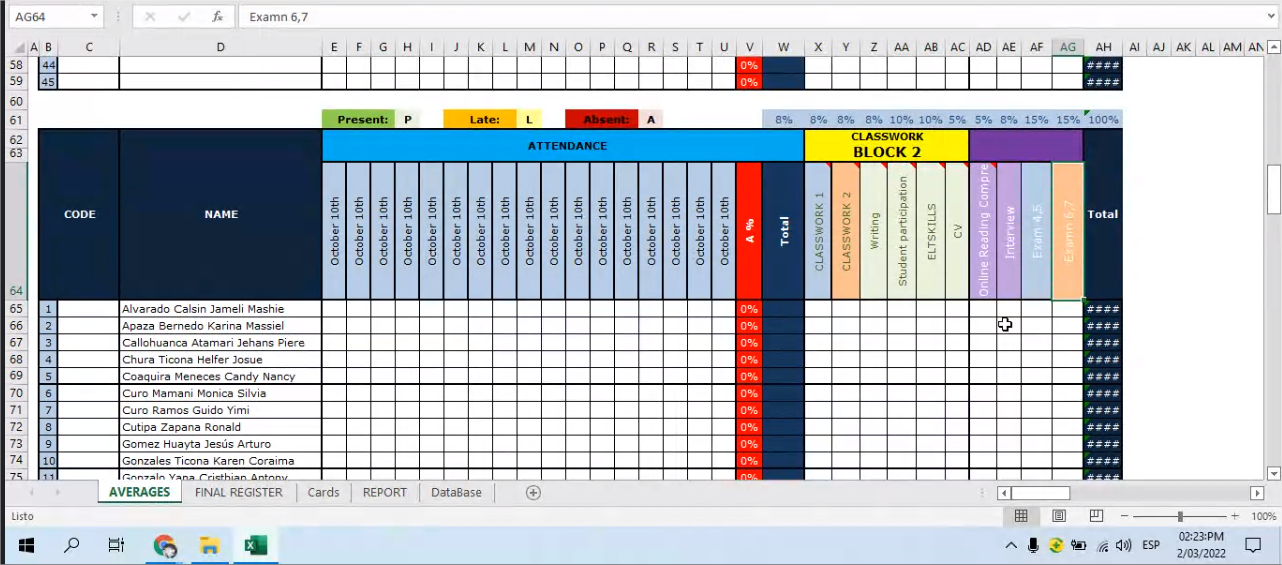 AG64 fx Examn 6,7
A B C D E F G H I J K L M N O P Q R S T U V W X Y Z AA AB AC AD AE AF AG AH AI AJ AK AL AM AN
58 44 0% ####
59 45 0% ####
60
61 Present: P Late: L Absent: A 8% 8% 8% 8% 10% 10% 5% 5% 8% 15% 15% 100%
62 CLASSWORK
63 ATTENDANCE BLOCK 2
64 CODE NAME October 10th October 10th October 10th October 10th October 10th October 10th October 10th October 10th October 10th October 10th October 10th October 10th October 10th October 10th October 10th October 10th October 10th A % Total CLASSWORK 1 CLASSWORK 2 Writing Student participation ELTSKILLS CV Online Reading Compre Interview Exam 4,5 Examn 6,7 Total
65 1 Alvarado Calsin Jameli Mashie 0% ####
66 2 Apaza Bernedo Karina Massiel 0% ####
67 3 Callohuanca Atamari Jehans Piere 0% ####
68 4 Chura Ticona Helfer Josue 0% ####
69 5 Coaquira Meneces Candy Nancy 0% ####
70 6 Curo Mamani Monica Silvia 0% ####
71 7 Curo Ramos Guido Yimi 0% ####
72 8 Cutipa Zapana Ronald 0% ####
73 9 Gomez Huayta Jesús Arturo 0% ####
74 10 Gonzales Ticona Karen Coraima 0% ####
75 11 Gonzalo Yana Cristhian Antony 0% ####
AVERAGES FINAL REGISTER Cards REPORT DataBase
Listo 100%
ESP 02:23:PM
2/03/2022